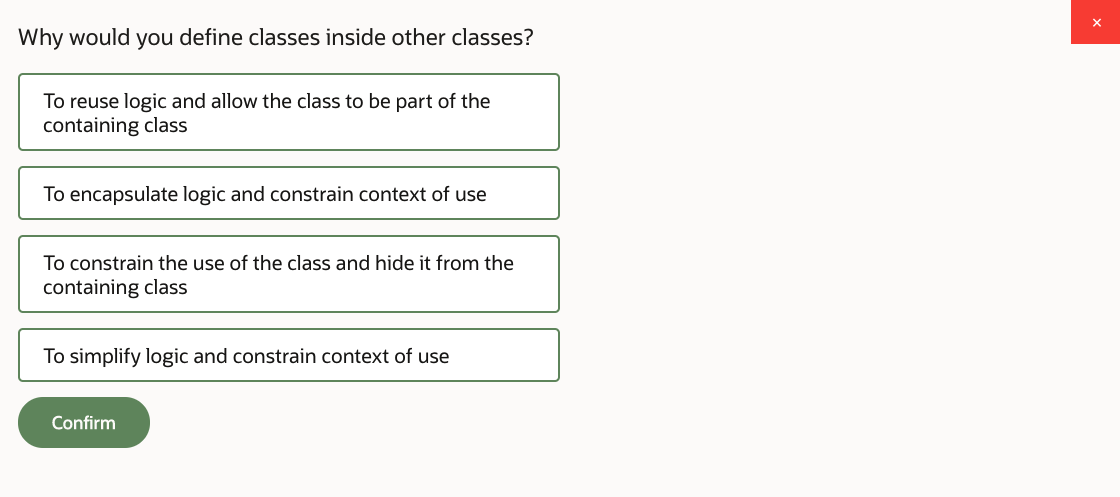 Why would you define classes inside other classes?
×
To reuse logic and allow the class to be part of the
containing class
To encapsulate logic and constrain context of use
To constrain the use of the class and hide it from the
containing class
To simplify logic and constrain context of use
Confirm